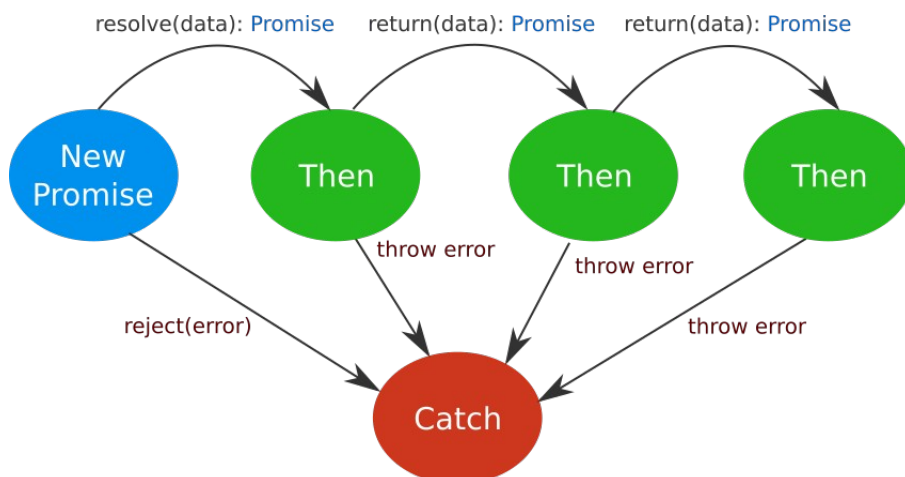 resolve(data): Promise
return(data): Promise
return(data): Promise
New
Promise
Then
Then
Then
throw error
throw error
reject(error)
throw error
Catch